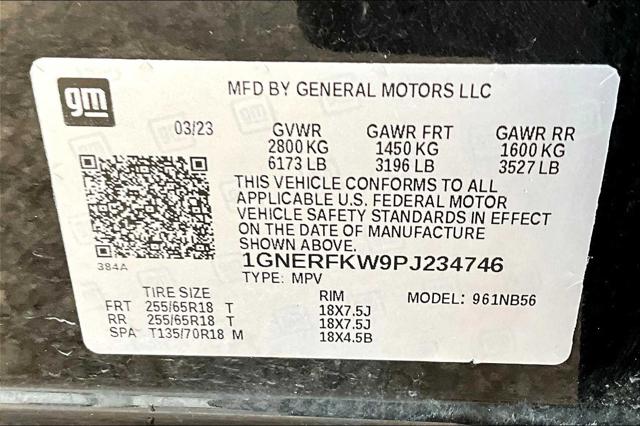 gm
MFD BY GENERAL MOTORS LLC
03/23 GVWR GAWR FRT GAWR RR
2800 KG 1450 KG 1600 KG
6173 LB 3196 LB 3527 LB
THIS VEHICLE CONFORMS TO ALL
APPLICABLE U.S. FEDERAL MOTOR
VEHICLE SAFETY STANDARDS IN EFFECT
ON THE DATE OF MANUFACTURE
SHOWN ABOVE.
384A
1GNERFKW9PJ234746
TYPE: MPV
TIRE SIZE RIM MODEL: 961NB56
FRT 255/65R18 T 18X7.5J
RR 255/65R18 T 18X7.5J
SPA T135/70R18 M 18X4.5B